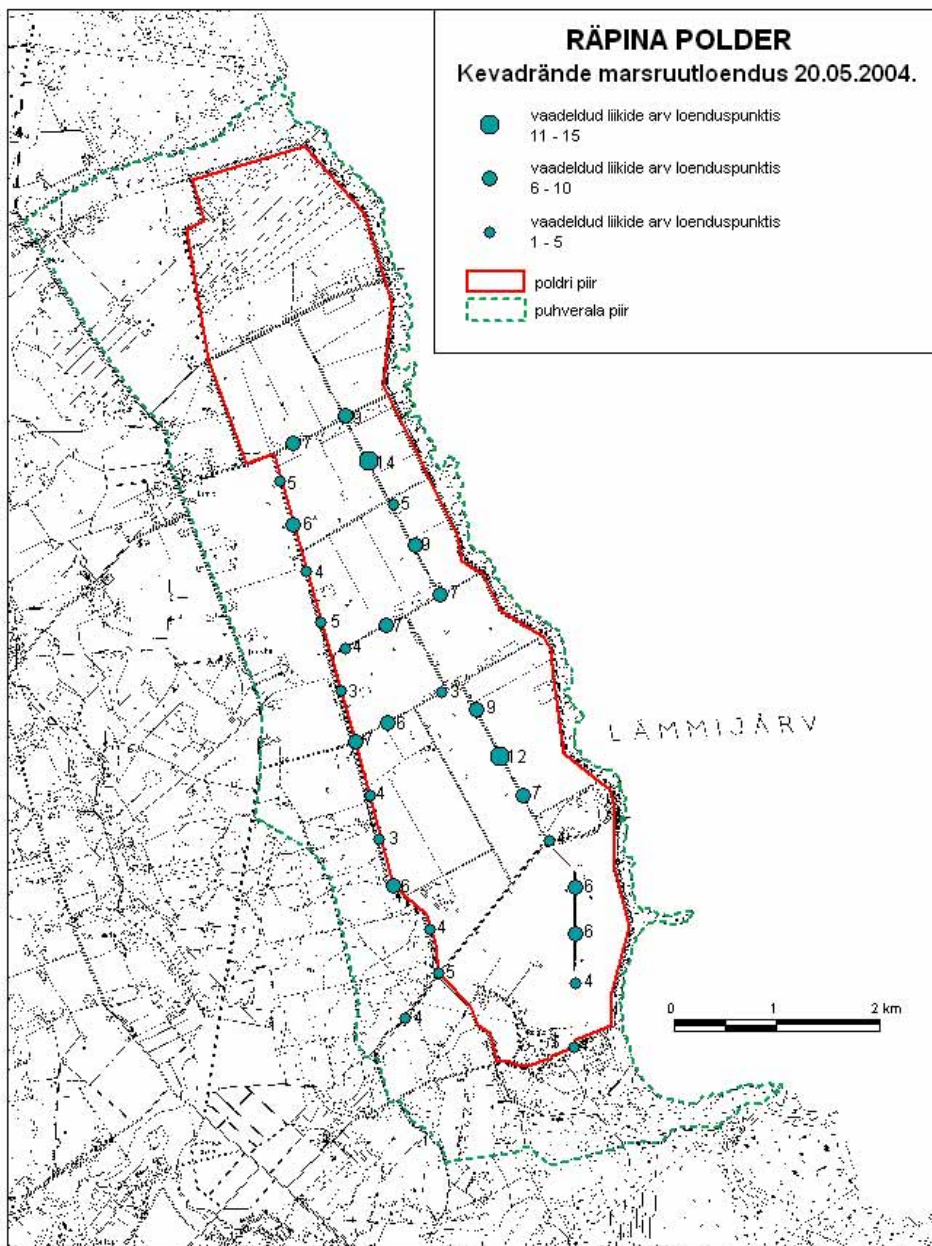 RÄPINA POLDER
Kevadrände marsruutloendus 20.05.2004.
vaadeldud liikide arv loenduspunktis
11 - 15
vaadeldud liikide arv loenduspunktis
6 - 10
vaadeldud liikide arv loenduspunktis
1 - 5
poldri piir
puhverala piir
9
7
14
5
5
6
9
4
7
5
7
4
3
3
9
6
12
4
7
3
4
6
6
4
6
5
4
4
LÄMMIJÄRV
0 1 2 km